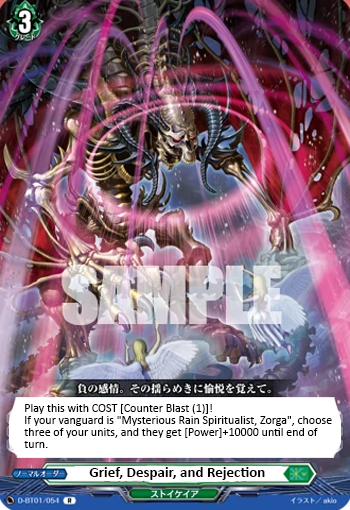 3
グレード
SAMPLE
負の感情。その揺らめきに愉悦を覚えて。
Play this with COST [Counter Blast (1)]!
If your vanguard is "Mysterious Rain Spiritualist, Zorga", choose
three of your units, and they get [Power]+10000 until end of
turn.
ノーマルオーダー
Grief, Despair, and Rejection
D-BT01/054 R
ストイケイア
イラスト/akio